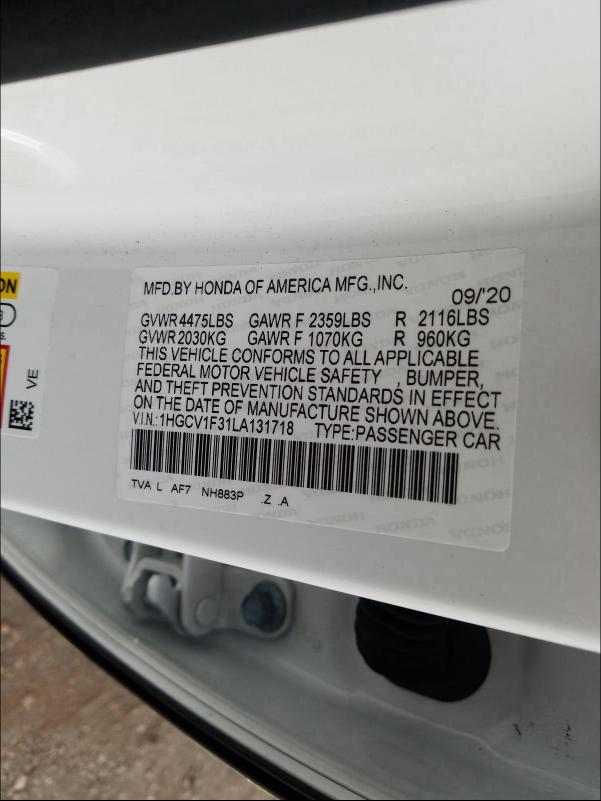 MFD.BY HONDA OF AMERICA MFG.,INC.
09/'20
GVWR 4475LBS GAWR F 2359LBS R 2116LBS
GVWR 2030KG GAWR F 1070KG R 960KG
THIS VEHICLE CONFORMS TO ALL APPLICABLE
FEDERAL MOTOR VEHICLE SAFETY , BUMPER,
AND THEFT PREVENTION STANDARDS IN EFFECT
ON THE DATE OF MANUFACTURE SHOWN ABOVE.
V.I.N.:1HGCV1F31LA131718 TYPE:PASSENGER CAR
TVA L AF7 NH883P .Z .A
ON
s.
VE
HONDA